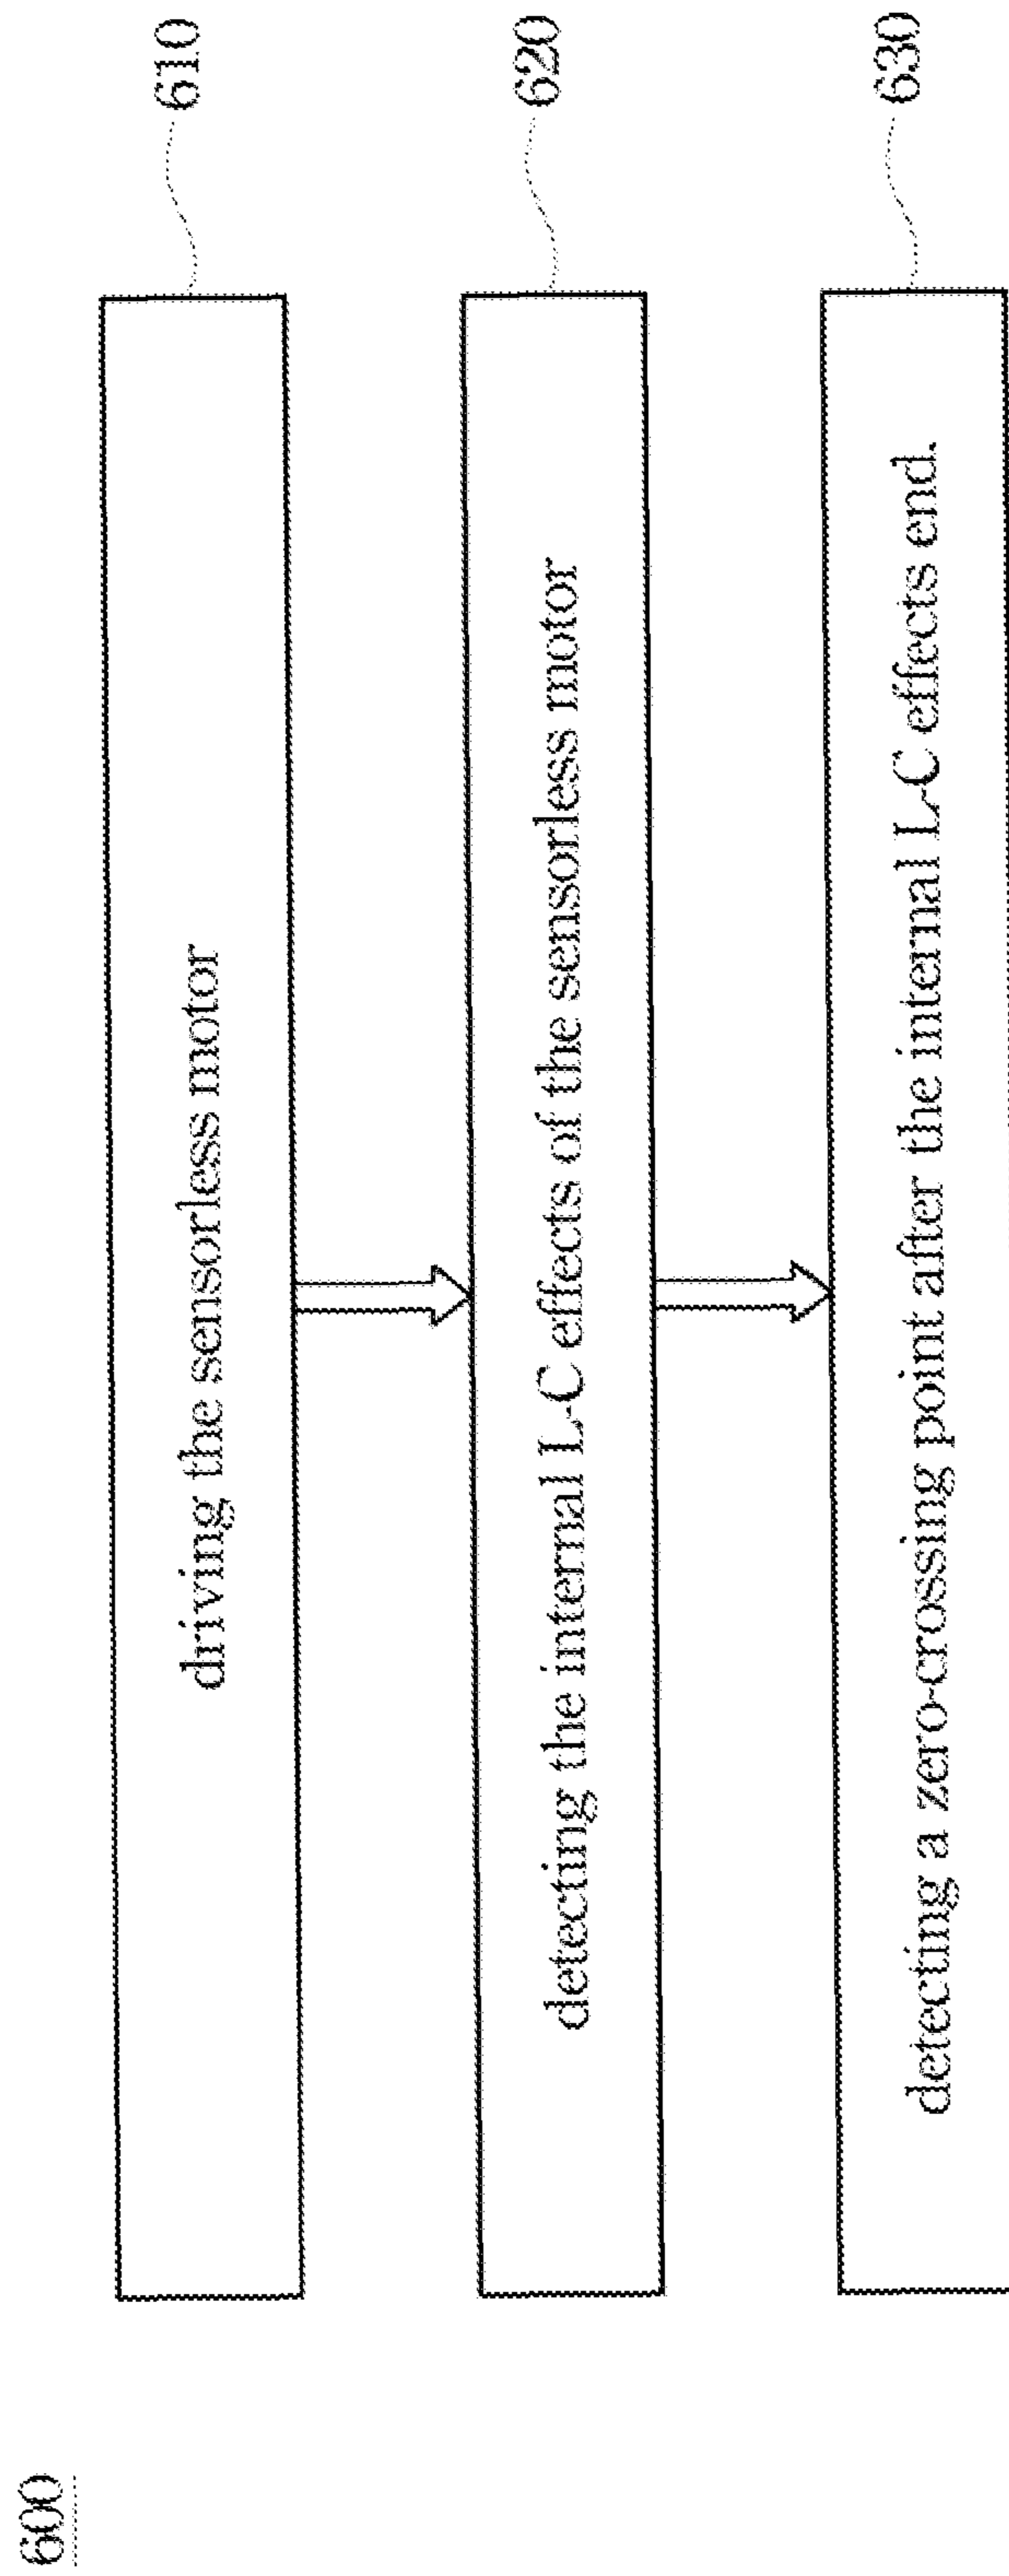 600
driving the sensorless motor
610
detecting the internal L-C effects of the sensorless motor
620
detecting a zero-crossing point after the internal L-C effects end.
630